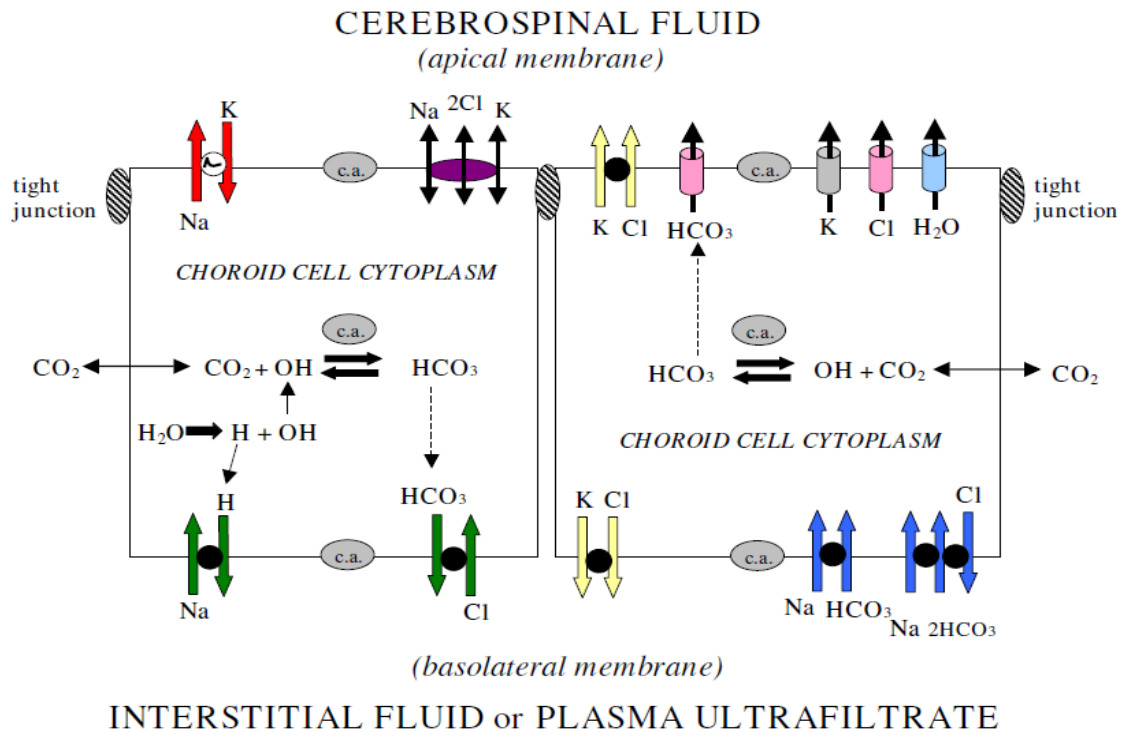 CEREBROSPINAL FLUID
(apical membrane)
K
Na 2Cl K
c.a.
c.a.
tight
junction
tight
junction
Na
K Cl HCO3
K Cl H2O
CHOROID CELL CYTOPLASM
c.a.
c.a.
CO2
CO2 + OH
HCO3
HCO3
OH + CO2
CO2
H2O
H + OH
CHOROID CELL CYTOPLASM
H
HCO3
K Cl
Cl
c.a.
c.a.
Na
Cl
Na HCO3
Na 2HCO3
(basolateral membrane)
INTERSTITIAL FLUID or PLASMA ULTRAFILTRATE